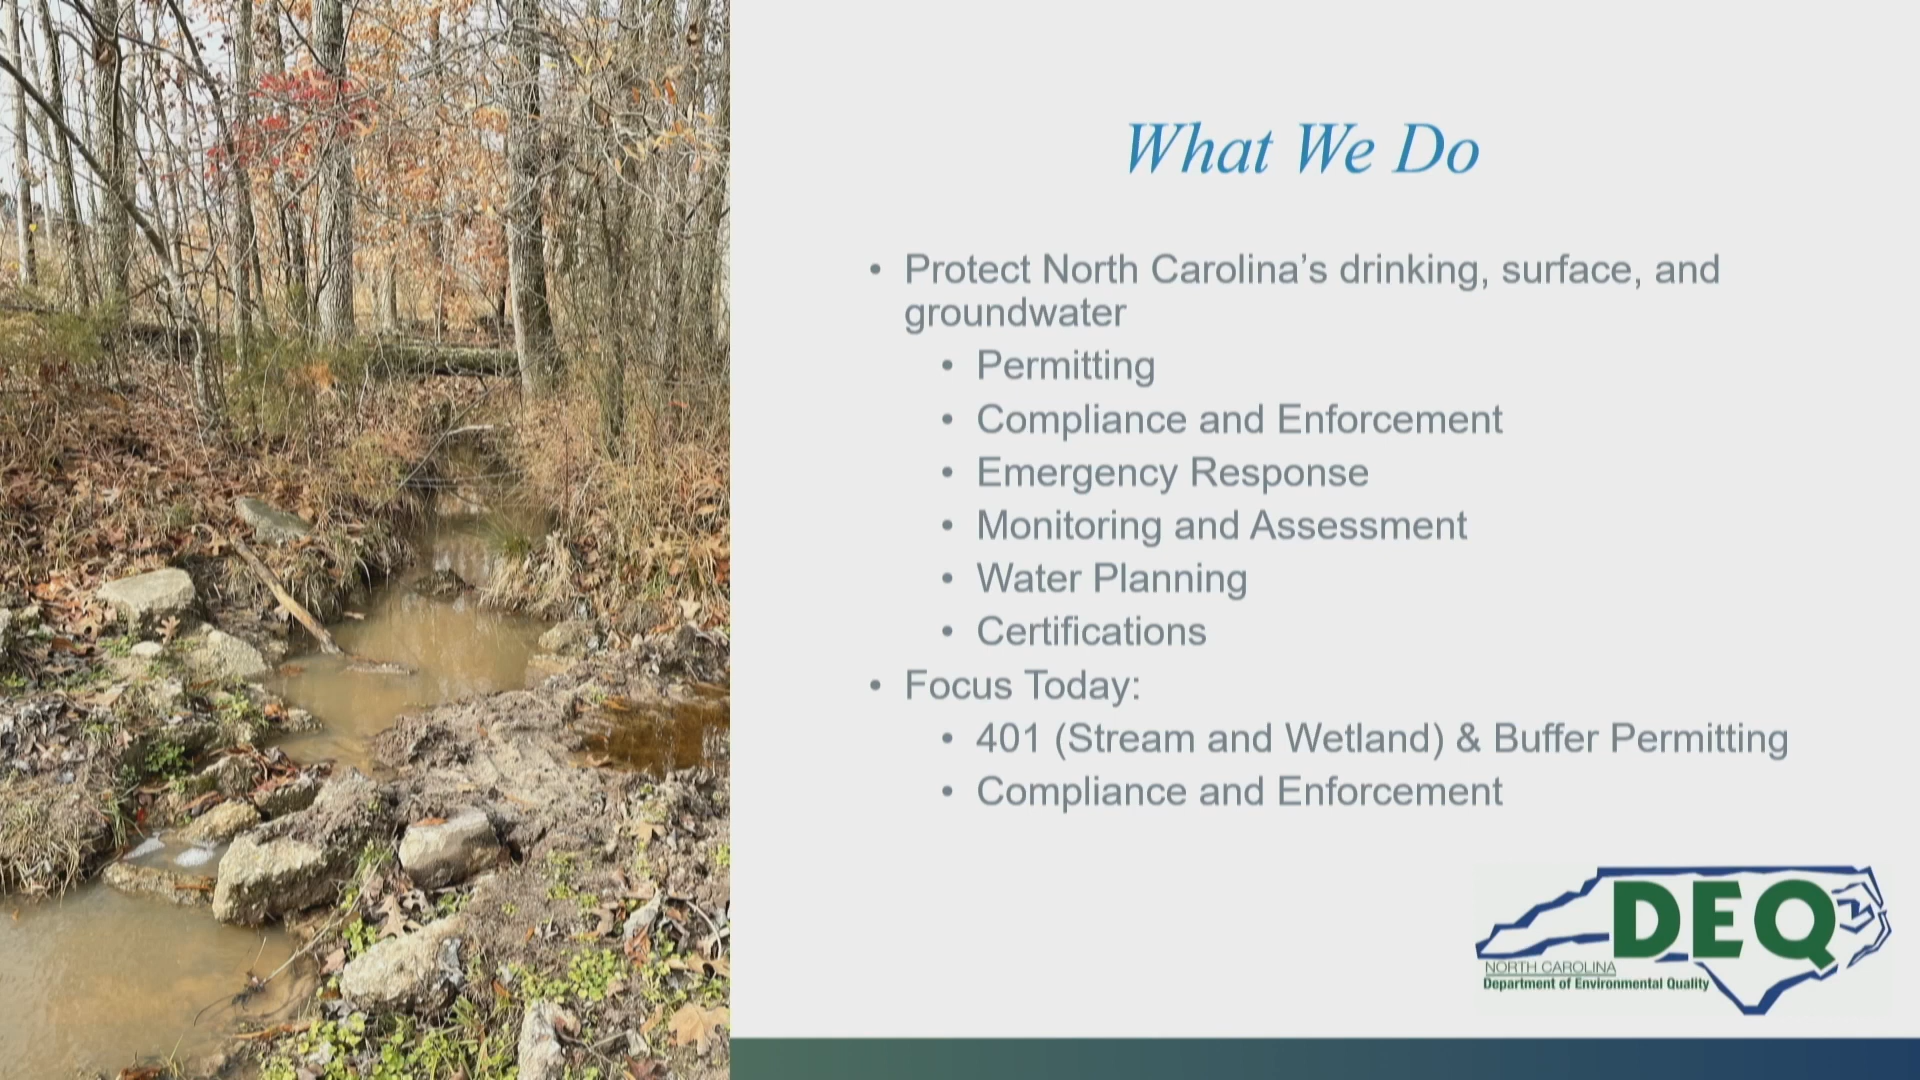 What We Do
• Protect North Carolina’s drinking, surface, and
groundwater
• Permitting
• Compliance and Enforcement
• Emergency Response
• Monitoring and Assessment
• Water Planning
• Certifications
• Focus Today:
• 401 (Stream and Wetland) & Buffer Permitting
• Compliance and Enforcement
DEQ
NORTH CAROLINA
Department of Environmental Quality